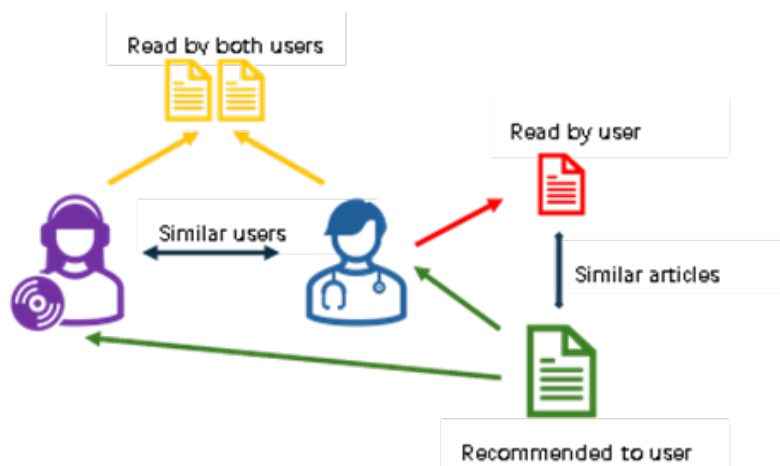 Read by both users
Read by user
Similar users
Similar articles
Recommended to user